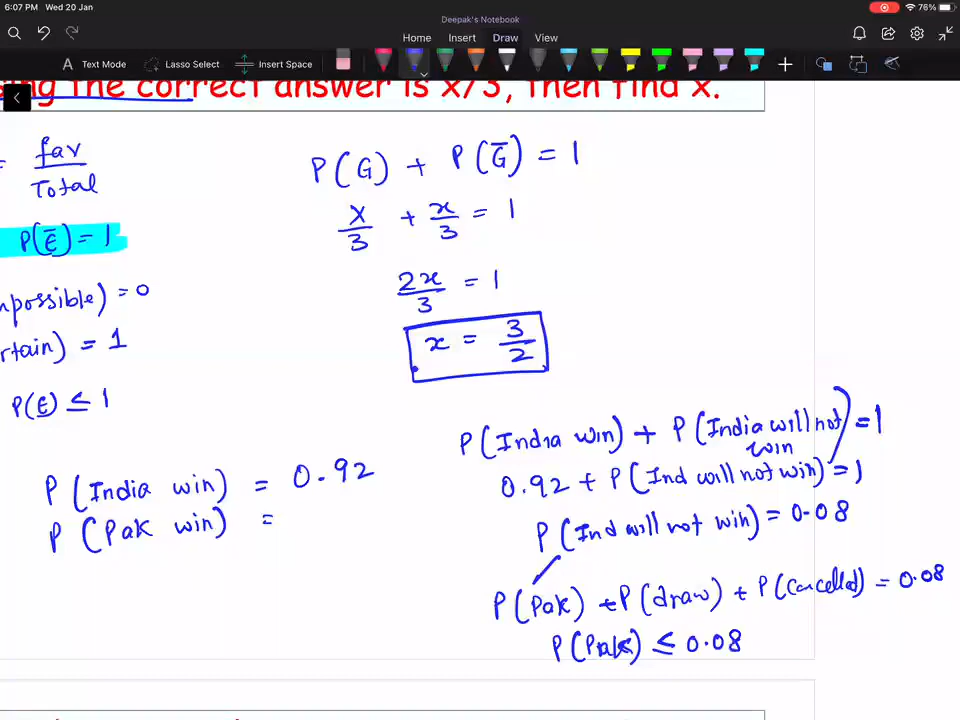 6:07 PM Wed 20 Jan
76%
Deepak's Notebook
Home Insert Draw View
Text Mode Lasso Select Insert Space
ing the correct answer is x/3, then find x.
= fav / Total
P(E̅) = 1
mpossible) = 0
rtain) = 1
P(E) ≤ 1
P(G) + P(G̅) = 1
x/3 + x/3 = 1
2x/3 = 1
x = 3/2
P(India win) = 0.92
P(Pak win) =
P(India win) + P(India will not win) = 1
0.92 + P(Ind will not win) = 1
P(Ind will not win) = 0.08
P(Pak) + P(draw) + P(Cancelled) = 0.08
P(Pak) ≤ 0.08